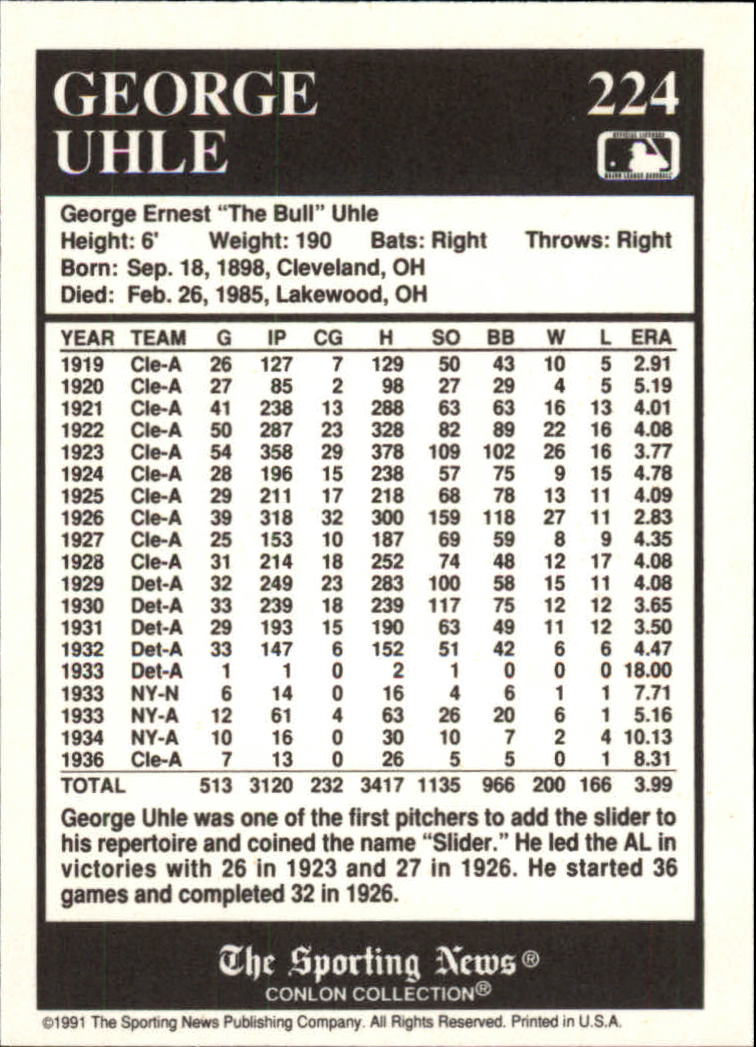 GEORGE 224
UHLE
OFFICIAL LICENSEE
MAJOR LEAGUE BASEBALL
George Ernest "The Bull" Uhle
Height: 6' Weight: 190 Bats: Right Throws: Right
Born: Sep. 18, 1898, Cleveland, OH
Died: Feb. 26, 1985, Lakewood, OH
YEAR TEAM G IP CG H SO BB W L ERA
1919 Cle-A 26 127 7 129 50 43 10 5 2.91
1920 Cle-A 27 85 2 98 27 29 4 5 5.19
1921 Cle-A 41 238 13 288 63 63 16 13 4.01
1922 Cle-A 50 287 23 328 82 89 22 16 4.08
1923 Cle-A 54 358 29 378 109 102 26 16 3.77
1924 Cle-A 28 196 15 238 57 75 9 15 4.78
1925 Cle-A 29 211 17 218 68 78 13 11 4.09
1926 Cle-A 39 318 32 300 159 118 27 11 2.83
1927 Cle-A 25 153 10 187 69 59 8 9 4.35
1928 Cle-A 31 214 18 252 74 48 12 17 4.08
1929 Det-A 32 249 23 283 100 58 15 11 4.08
1930 Det-A 33 239 18 239 117 75 12 12 3.65
1931 Det-A 29 193 15 190 63 49 11 12 3.50
1932 Det-A 33 147 6 152 51 42 6 6 4.47
1933 Det-A 1 1 0 2 1 0 0 0 18.00
1933 NY-N 6 14 0 16 4 6 1 1 7.71
1933 NY-A 12 61 4 63 26 20 6 1 5.16
1934 NY-A 10 16 0 30 10 7 2 4 10.13
1936 Cle-A 7 13 0 26 5 5 0 1 8.31
TOTAL 513 3120 232 3417 1135 966 200 166 3.99
George Uhle was one of the first pitchers to add the slider to
his repertoire and coined the name "Slider." He led the AL in
victories with 26 in 1923 and 27 in 1926. He started 36
games and completed 32 in 1926.
The Sporting News®
CONLON COLLECTION®
©1991 The Sporting News Publishing Company. All Rights Reserved. Printed in U.S.A.